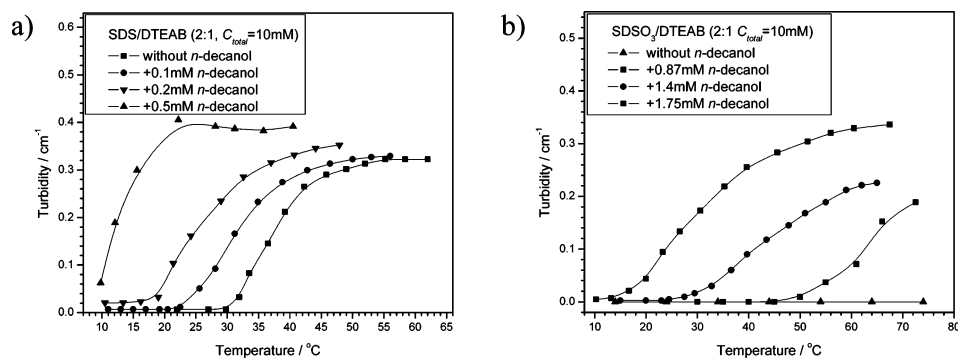 a)
SDS/DTEAB (2:1, Ctotal=10mM)
without n-decanol
+0.1mM n-decanol
+0.2mM n-decanol
+0.5mM n-decanol
0.6
0.5
0.4
0.3
0.2
0.1
0.0
Turbidity / cm-1
10 15 20 25 30 35 40 45 50 55 60 65
Temperature / °C
b)
SDSO3/DTEAB (2:1 Ctotal=10mM)
without n-decanol
+0.87mM n-decanol
+1.4mM n-decanol
+1.75mM n-decanol
0.5
0.4
0.3
0.2
0.1
0.0
Turbidity / cm-1
10 20 30 40 50 60 70 80
Temperature / °C